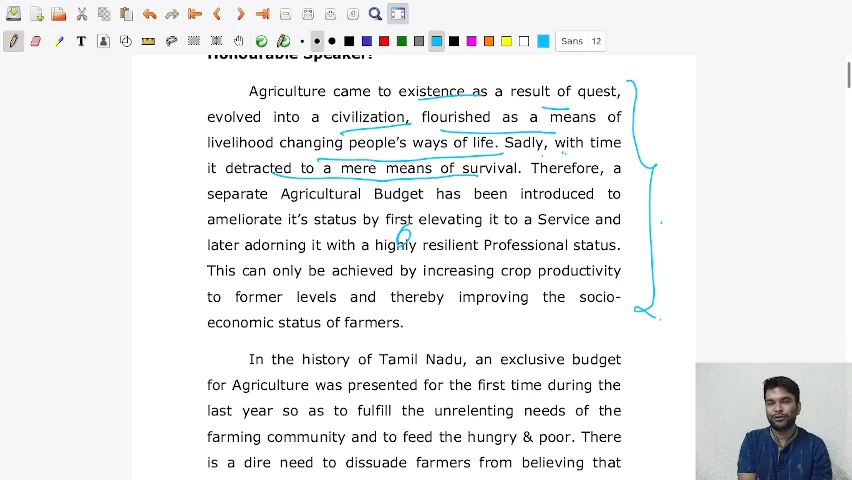 Sans 12
Honourable Speaker!
Agriculture came to existence as a result of quest,
evolved into a civilization, flourished as a means of
livelihood changing people's ways of life. Sadly, with time
it detracted to a mere means of survival. Therefore, a
separate Agricultural Budget has been introduced to
ameliorate it's status by first elevating it to a Service and
later adorning it with a highly resilient Professional status.
This can only be achieved by increasing crop productivity
to former levels and thereby improving the socio-
economic status of farmers.
In the history of Tamil Nadu, an exclusive budget
for Agriculture was presented for the first time during the
last year so as to fulfill the unrelenting needs of the
farming community and to feed the hungry & poor. There
is a dire need to dissuade farmers from believing that